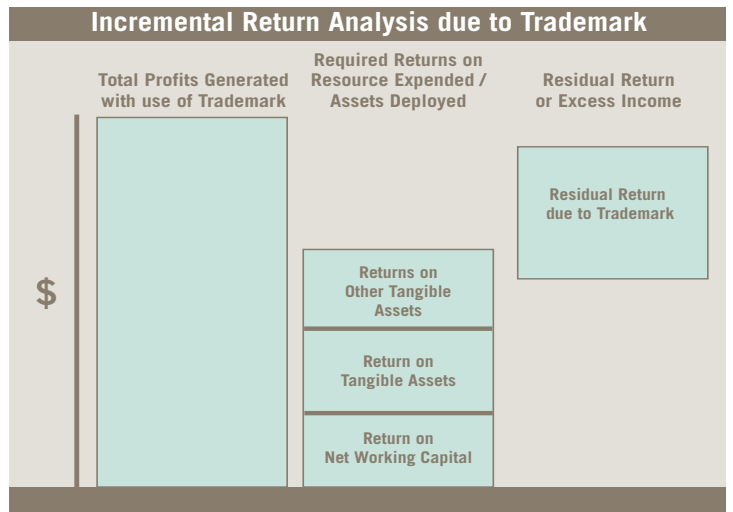 Incremental Return Analysis due to Trademark
Total Profits Generated
with use of Trademark
Required Returns on
Resource Expended /
Assets Deployed
Residual Return
or Excess Income
$
Returns on
Other Tangible
Assets
Return on
Tangible Assets
Return on
Net Working Capital
Residual Return
due to Trademark